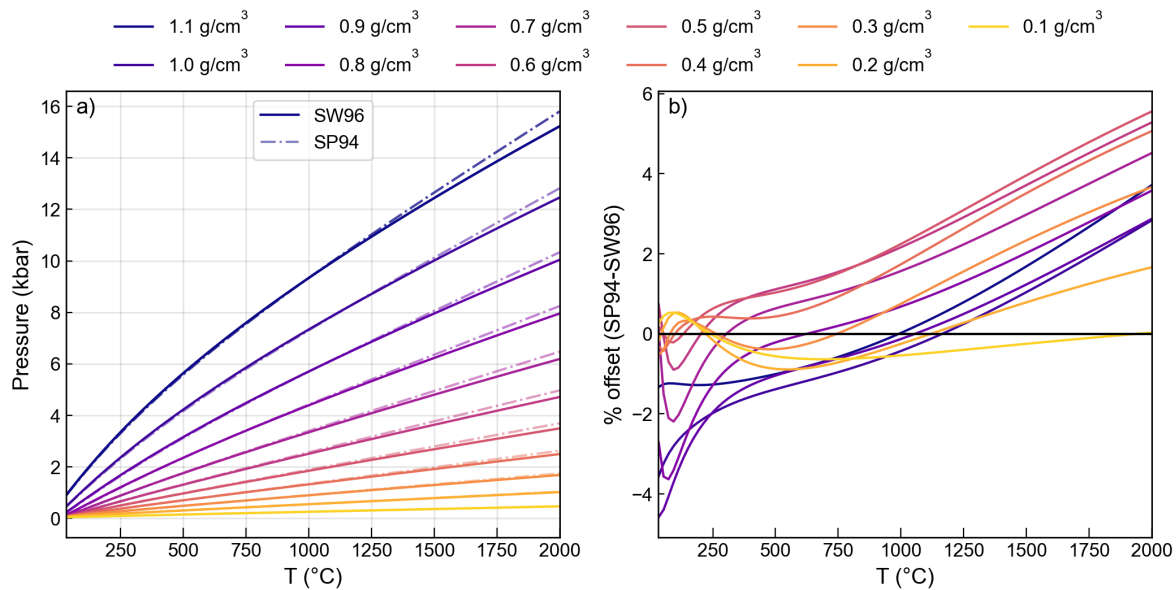 1.1 g/cm³ 0.9 g/cm³ 0.7 g/cm³ 0.5 g/cm³ 0.3 g/cm³ 0.1 g/cm³
1.0 g/cm³ 0.8 g/cm³ 0.6 g/cm³ 0.4 g/cm³ 0.2 g/cm³
a)
SW96
SP94
Pressure (kbar)
16
14
12
10
8
6
4
2
0
250 500 750 1000 1250 1500 1750 2000
T (°C)
b)
% offset (SP94-SW96)
6
4
2
0
−2
−4
250 500 750 1000 1250 1500 1750 2000
T (°C)